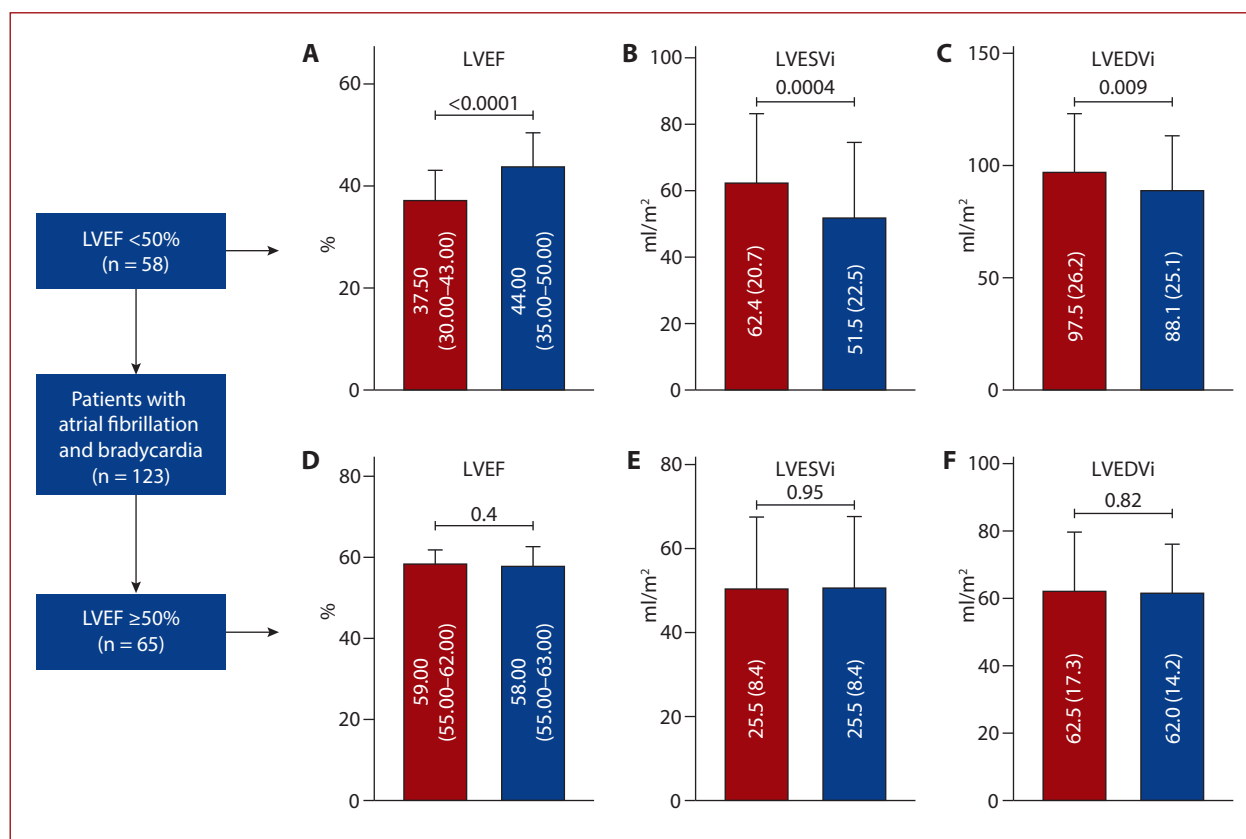 LVEF <50%
(n = 58)
Patients with
atrial fibrillation
and bradycardia
(n = 123)
LVEF ≥50%
(n = 65)
A
LVEF
60
40
20
0
%
<0.0001
37.50
(30.00–43.00)
44.00
(35.00–50.00)
B
LVESVi
100
80
60
40
20
0
ml/m²
0.0004
62.4 (20.7)
51.5 (22.5)
C
LVEDVi
150
100
50
0
ml/m²
0.009
97.5 (26.2)
88.1 (25.1)
D
LVEF
80
60
40
20
0
%
0.4
59.00
(55.00–62.00)
58.00
(55.00–63.00)
E
LVESVi
80
60
40
20
0
ml/m²
0.95
25.5 (8.4)
25.5 (8.4)
F
LVEDVi
100
80
60
40
20
0
ml/m²
0.82
62.5 (17.3)
62.0 (14.2)